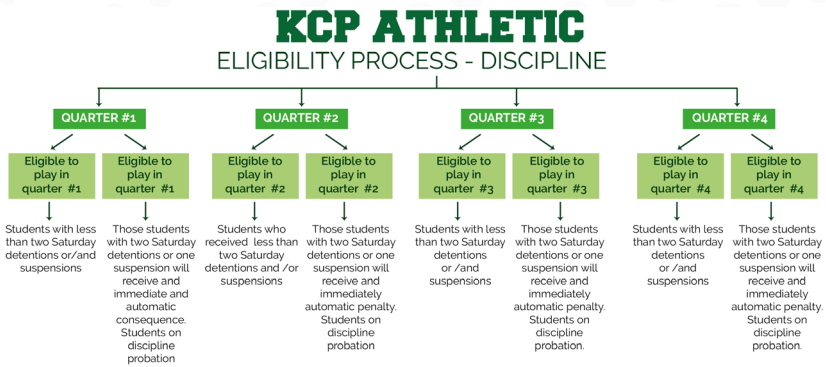 KCP ATHLETIC
ELIGIBILITY PROCESS - DISCIPLINE
QUARTER #1
QUARTER #2
QUARTER #3
QUARTER #4
Eligible to
play in
quarter #1
Eligible to
play in
quarter #1
Eligible to
play in
quarter #2
Eligible to
play in
quarter #2
Eligible to
play in
quarter #3
Eligible to
play in
quarter #3
Eligible to
play in
quarter #4
Eligible to
play in
quarter #4
Students with less
than two Saturday
detentions or/and
suspensions
Those students
with two Saturday
detentions or one
suspension will
receive and
immediate and
automatic
consequence.
Students on
discipline
probation
Students who
received less than
two Saturday
detentions and /or
suspensions
Those students
with two Saturday
detentions or one
suspension will
receive and
immediately
automatic penalty.
Students on
discipline
probation
Students with less
than two Saturday
detentions
or /and
suspensions
Those students
with two Saturday
detentions or one
suspension will
receive and
immediately
automatic penalty.
Students on
discipline
probation.
Students with less
than two Saturday
detentions
or /and
suspensions
Those students
with two Saturday
detentions or one
suspension will
receive and
immediately
automatic penalty.
Students on
discipline
probation.